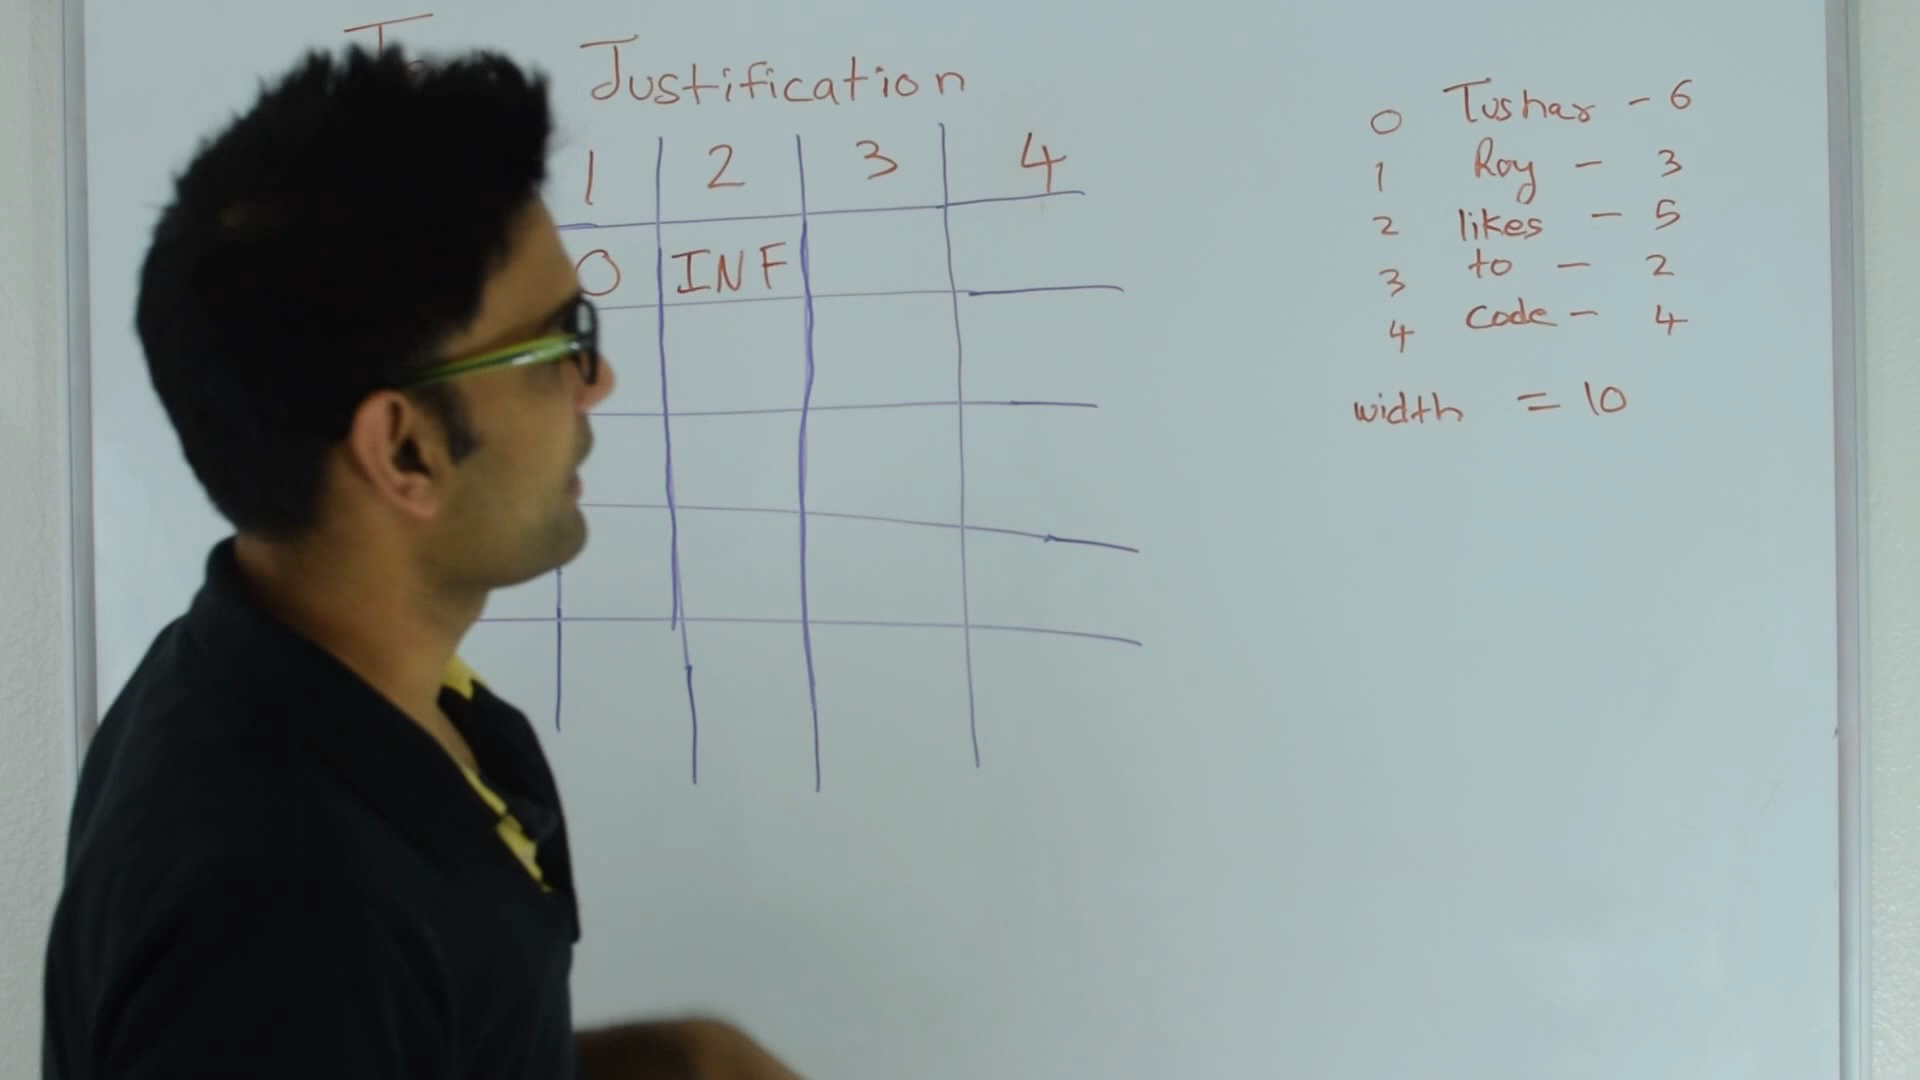 Justification
1 2 3 4
0 INF
0 Tushar - 6
1 Roy - 3
2 likes - 5
3 to - 2
4 Code - 4
width = 10